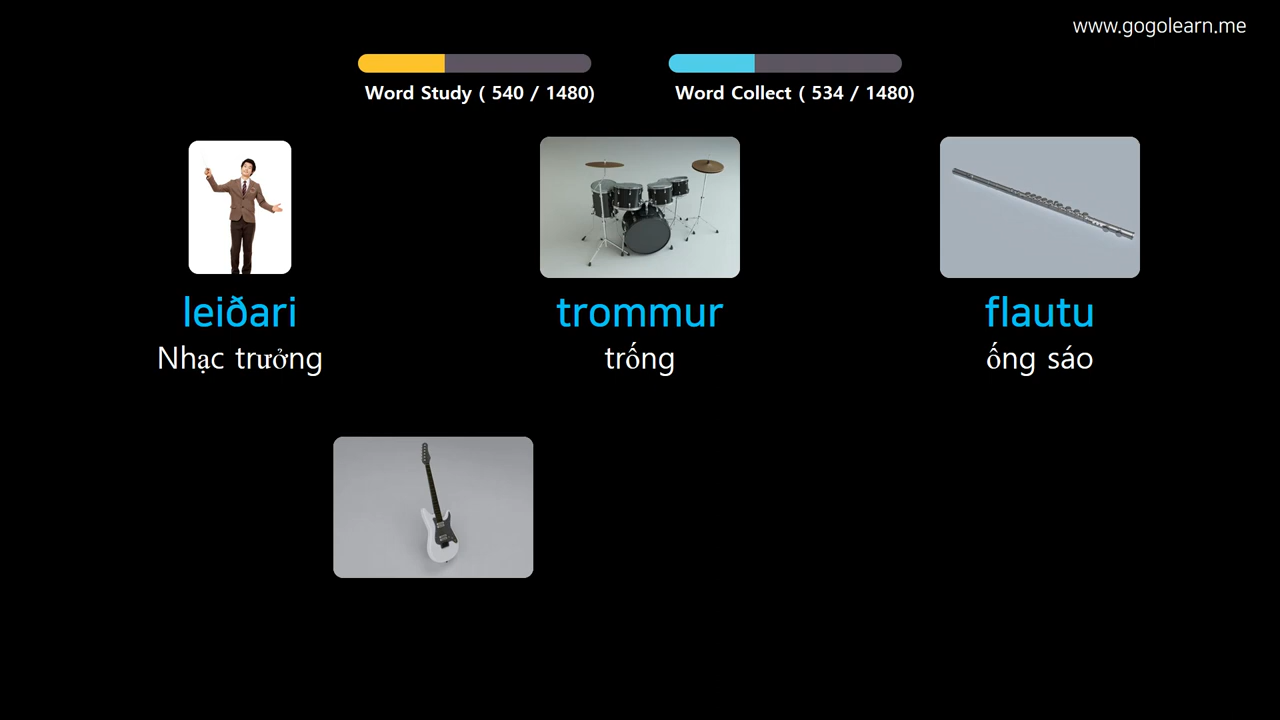 www.gogolearn.me
Word Study ( 540 / 1480)
Word Collect ( 534 / 1480)
leiðari
trommur
flautu
Nhạc trưởng
trống
ống sáo